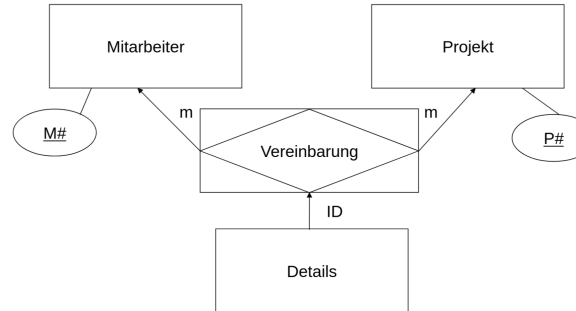 Mitarbeiter
Projekt
m
m
M#
P#
Vereinbarung
ID
Details